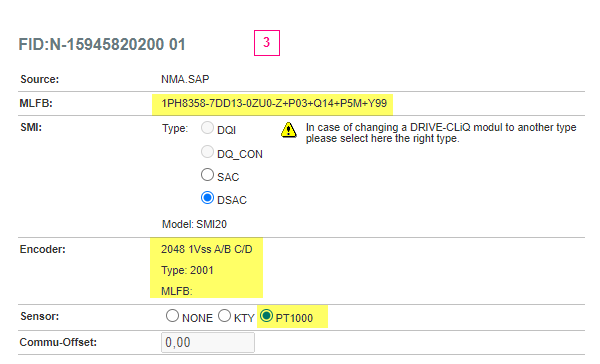 FID:N-15945820200 01
3
Source: NMA.SAP
MLFB: 1PH8358-7DD13-0ZU0-Z+P03+Q14+P5M+Y99
SMI: Type: DQI
In case of changing a DRIVE-CLiQ modul to another type
please select here the right type.
DQ_CON
SAC
DSAC
Model: SMI20
Encoder: 2048 1Vss A/B C/D
Type: 2001
MLFB:
Sensor: NONE KTY PT1000
Commu-Offset: 0,00